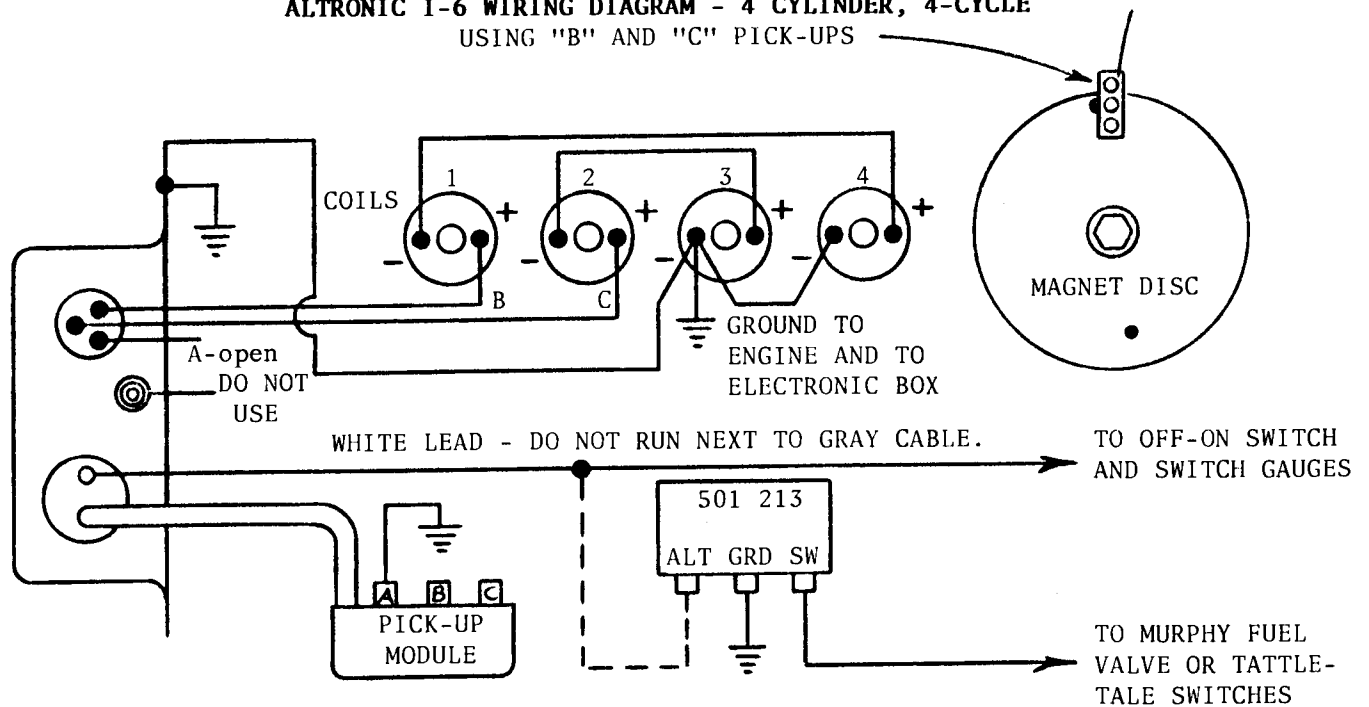 ALTRONIC I-6 WIRING DIAGRAM - 4 CYLINDER, 4-CYCLE
USING "B" AND "C" PICK-UPS
COILS
1
2
3
4
-
+
-
+
-
+
-
+
B
C
MAGNET DISC
A-open
DO NOT
USE
GROUND TO
ENGINE AND TO
ELECTRONIC BOX
WHITE LEAD - DO NOT RUN NEXT TO GRAY CABLE.
TO OFF-ON SWITCH
AND SWITCH GAUGES
501 213
ALT GRD SW
A B C
PICK-UP
MODULE
TO MURPHY FUEL
VALVE OR TATTLE-
TALE SWITCHES